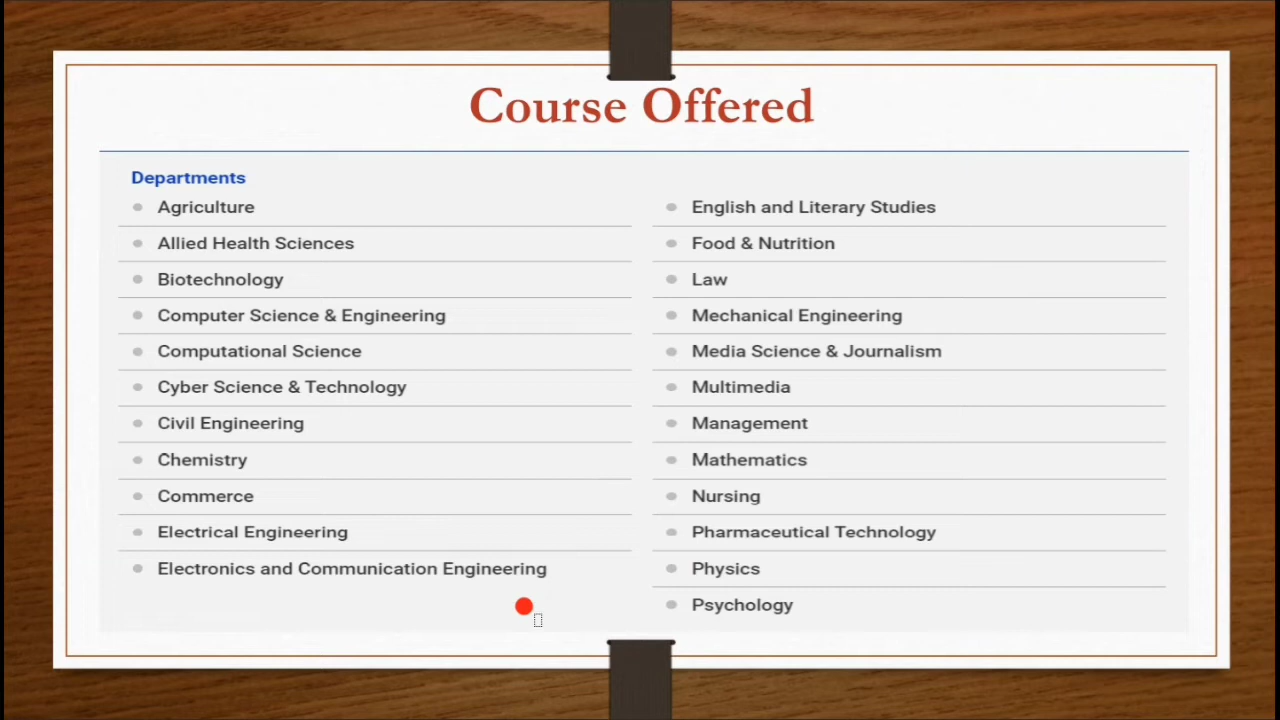 Course Offered
Departments
Agriculture
Allied Health Sciences
Biotechnology
Computer Science & Engineering
Computational Science
Cyber Science & Technology
Civil Engineering
Chemistry
Commerce
Electrical Engineering
Electronics and Communication Engineering
English and Literary Studies
Food & Nutrition
Law
Mechanical Engineering
Media Science & Journalism
Multimedia
Management
Mathematics
Nursing
Pharmaceutical Technology
Physics
Psychology